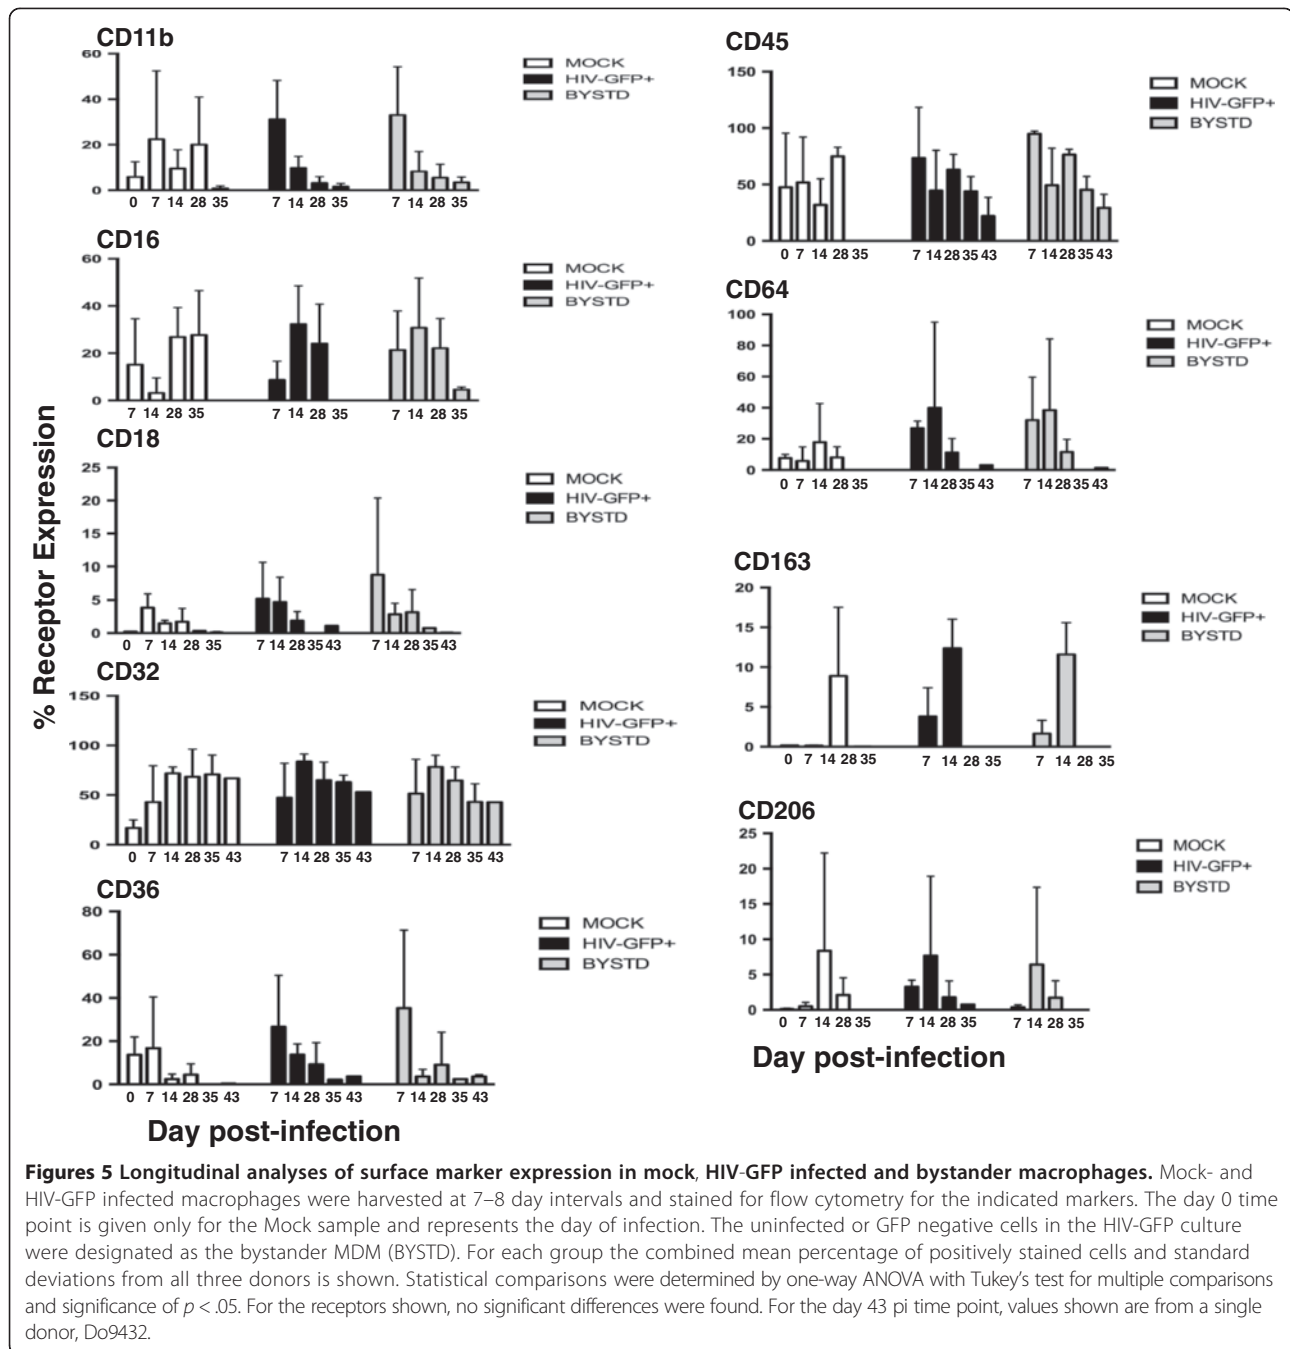 CD11b
60
40
20
0
0 7 14 28 35
7 14 28 35
7 14 28 35
MOCK
HIV-GFP+
BYSTD
CD16
60
40
20
0
7 14 28 35
7 14 28 35
7 14 28 35
MOCK
HIV-GFP+
BYSTD
CD18
25
20
15
10
5
0
0 7 14 28 35
7 14 28 35 43
7 14 28 35 43
MOCK
HIV-GFP+
BYSTD
CD32
150
100
50
0
0 7 14 28 35 43
7 14 28 35 43
7 14 28 35 43
MOCK
HIV-GFP+
BYSTD
CD36
80
60
40
20
0
0 7 14 28 35 43
7 14 28 35 43
7 14 28 35 43
MOCK
HIV-GFP+
BYSTD
% Receptor Expression
Day post-infection
CD45
150
100
50
0
0 7 14 28 35
7 14 28 35 43
7 14 28 35 43
MOCK
HIV-GFP+
BYSTD
CD64
100
80
60
40
20
0
0 7 14 28 35
7 14 28 35 43
7 14 28 35 43
MOCK
HIV-GFP+
BYSTD
CD163
20
15
10
5
0
0 7 14 28 35
7 14 28 35
7 14 28 35
MOCK
HIV-GFP+
BYSTD
CD206
25
20
15
10
5
0
0 7 14 28 35
7 14 28 35
7 14 28 35
MOCK
HIV-GFP+
BYSTD
Day post-infection
Figures 5 Longitudinal analyses of surface marker expression in mock, HIV-GFP infected and bystander macrophages. Mock- and
HIV-GFP infected macrophages were harvested at 7–8 day intervals and stained for flow cytometry for the indicated markers. The day 0 time
point is given only for the Mock sample and represents the day of infection. The uninfected or GFP negative cells in the HIV-GFP culture
were designated as the bystander MDM (BYSTD). For each group the combined mean percentage of positively stained cells and standard
deviations from all three donors is shown. Statistical comparisons were determined by one-way ANOVA with Tukey's test for multiple comparisons
and significance of p < .05. For the receptors shown, no significant differences were found. For the day 43 pi time point, values shown are from a single
donor, Do9432.